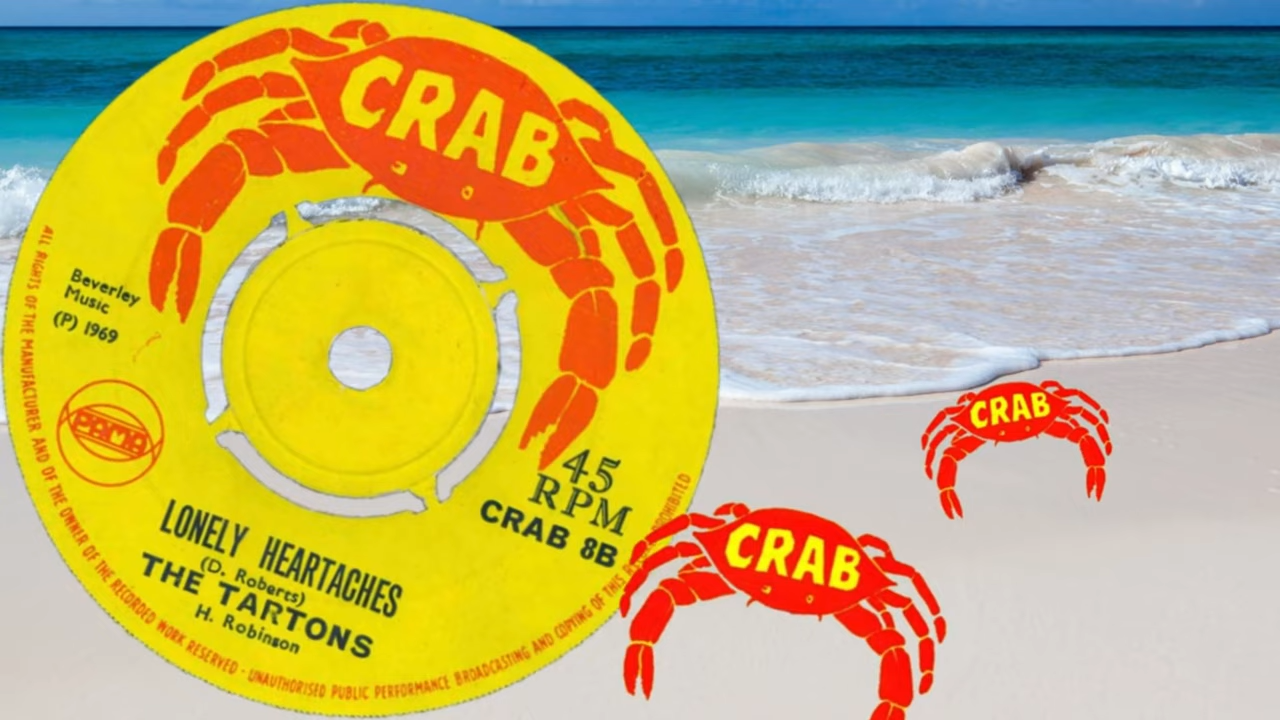 CRAB
ALL RIGHTS OF THE MANUFACTURER AND OF THE OWNER OF THE RECORDED WORK RESERVED - UNAUTHORISED PUBLIC PERFORMANCE BROADCASTING AND COPYING OF THIS PROHIBITED
Beverley
Music
(P) 1969
PAMA
45
RPM
CRAB 8B
LONELY HEARTACHES
(D. Roberts)
THE TARTONS
H. Robinson
CRAB
CRAB